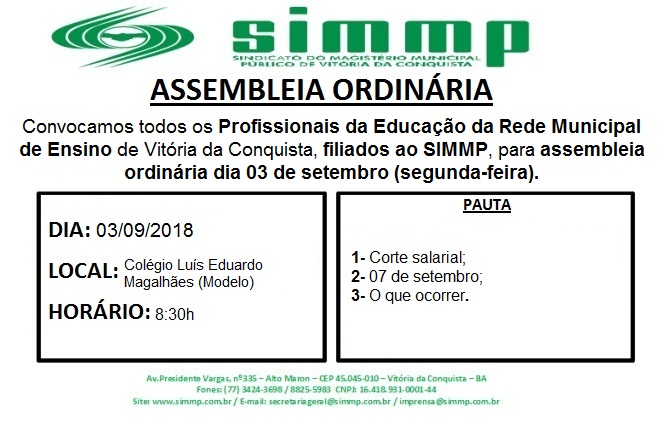 simmp
SINDICATO DO MAGISTÉRIO MUNICIPAL
PÚBLICO DE VITÓRIA DA CONQUISTA
ASSEMBLEIA ORDINÁRIA
Convocamos todos os Profissionais da Educação da Rede Municipal
de Ensino de Vitória da Conquista, filiados ao SIMMP, para assembleia
ordinária dia 03 de setembro (segunda-feira).
DIA: 03/09/2018
LOCAL: Colégio Luís Eduardo
Magalhães (Modelo)
HORÁRIO: 8:30h
PAUTA
1- Corte salarial;
2- 07 de setembro;
3- O que ocorrer.
Av.Presidente Vargas, nº335 – Alto Maron – CEP 45.045-010 – Vitória da Conquista – BA
Fones: (77) 3424-3698 / 8825-5983 CNPJ: 16.418.931-0001-44
Site: www.simmp.com.br / E-mail: secretariageral@simmp.com.br / imprensa@simmp.com.br